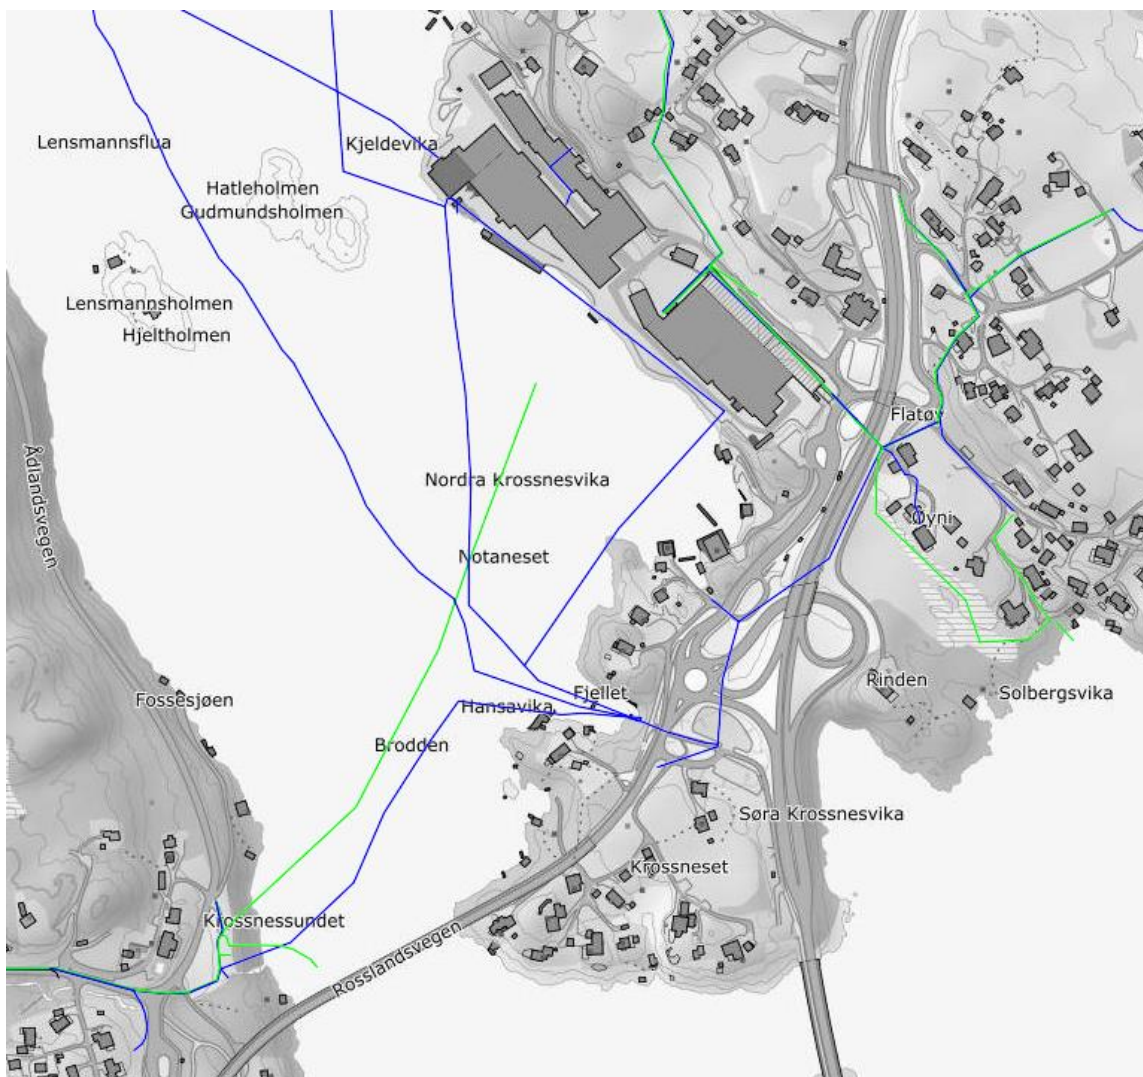 Lensmannsflua
Kjeldevika
Hatleholmen
Gudmundsholmen
Lensmannsholmen
Hjeltholmen
Flatøy
Ådlandsvegen
Nordra Krossnesvika
Øyni
Notaneset
Rinden
Fjellet
Solbergsvika
Fossesjøen
Hansavika
Brodden
Søra Krossnesvika
Krossneset
Krossnessundet
Rosslandsvegen